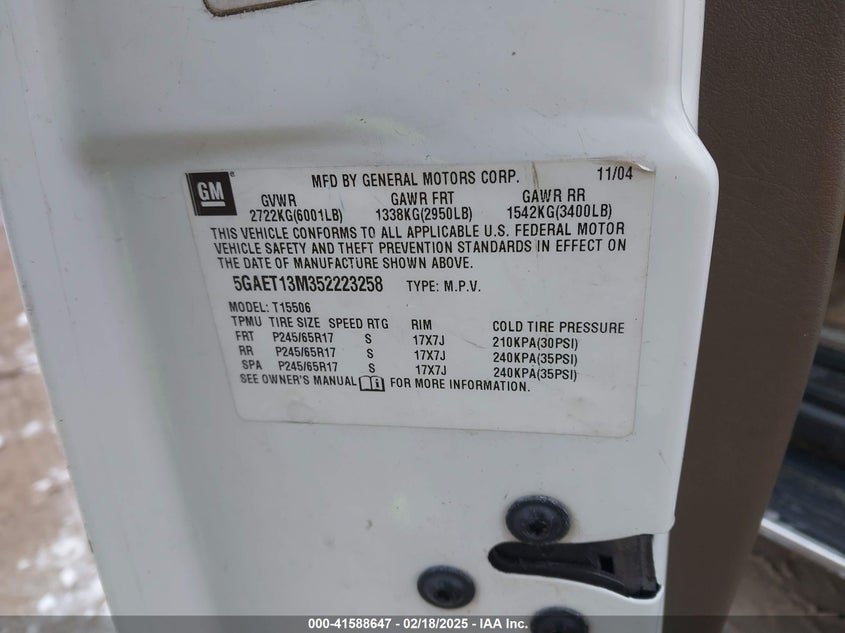 GM
MFD BY GENERAL MOTORS CORP. 11/04
GVWR GAWR FRT GAWR RR
2722KG(6001LB) 1338KG(2950LB) 1542KG(3400LB)
THIS VEHICLE CONFORMS TO ALL APPLICABLE U.S. FEDERAL MOTOR
VEHICLE SAFETY AND THEFT PREVENTION STANDARDS IN EFFECT ON
THE DATE OF MANUFACTURE SHOWN ABOVE.
5GAET13M352223258 TYPE: M.P.V.
MODEL: T15506
TPMU TIRE SIZE SPEED RTG RIM COLD TIRE PRESSURE
FRT P245/65R17 S 17X7J 210KPA(30PSI)
RR P245/65R17 S 17X7J 240KPA(35PSI)
SPA P245/65R17 S 17X7J 240KPA(35PSI)
SEE OWNER'S MANUAL FOR MORE INFORMATION.
000-41588647 - 02/18/2025 - IAA Inc.